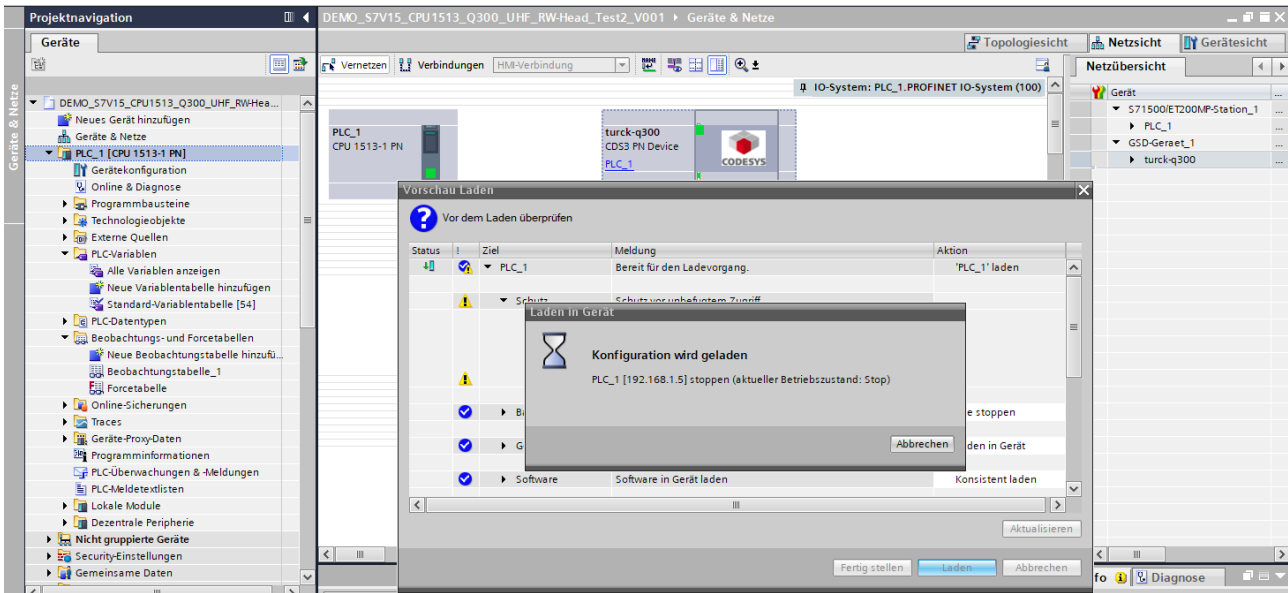 Projektnavigation
DEMO_S7V15_CPU1513_Q300_UHF_RW-Head_Test2_V001 ▸ Geräte & Netze
Geräte
Topologiesicht
Netzsicht
Gerätesicht
Vernetzen
Verbindungen
HMI-Verbindung
Netzübersicht
IO-System: PLC_1.PROFINET IO-System (100)
Geräte & Netze
DEMO_S7V15_CPU1513_Q300_UHF_RW-Hea...
Neues Gerät hinzufügen
Geräte & Netze
PLC_1 [CPU 1513-1 PN]
Gerätekonfiguration
Online & Diagnose
Programmbausteine
Technologieobjekte
Externe Quellen
PLC-Variablen
Alle Variablen anzeigen
Neue Variablentabelle hinzufügen
Standard-Variablentabelle [54]
PLC-Datentypen
Beobachtungs- und Forcetabellen
Neue Beobachtungstabelle hinzufü...
Beobachtungstabelle_1
Forcetabelle
Online-Sicherungen
Traces
Geräte-Proxy-Daten
Programminformationen
PLC-Überwachungen & -Meldungen
PLC-Meldetextlisten
Lokale Module
Dezentrale Peripherie
Nicht gruppierte Geräte
Security-Einstellungen
Gemeinsame Daten
PLC_1
CPU 1513-1 PN
turck-q300
CDS3 PN Device
PLC_1
CODESYS
Gerät
...
S71500/ET200MP-Station_1
...
PLC_1
...
GSD-Geraet_1
...
turck-q300
...
Vorschau Laden
Vor dem Laden überprüfen
Status
!
Ziel
Meldung
Aktion
PLC_1
Bereit für den Ladevorgang.
'PLC_1' laden
Schutz
Schutz vor unbefugtem Zugriff
Laden in Gerät
Konfiguration wird geladen
PLC_1 [192.168.1.5] stoppen (aktueller Betriebszustand: Stop)
Abbrechen
e stoppen
G
den in Gerät
Software
Software in Gerät laden
Konsistent laden
Aktualisieren
Fertig stellen
Laden
Abbrechen
fo
Diagnose